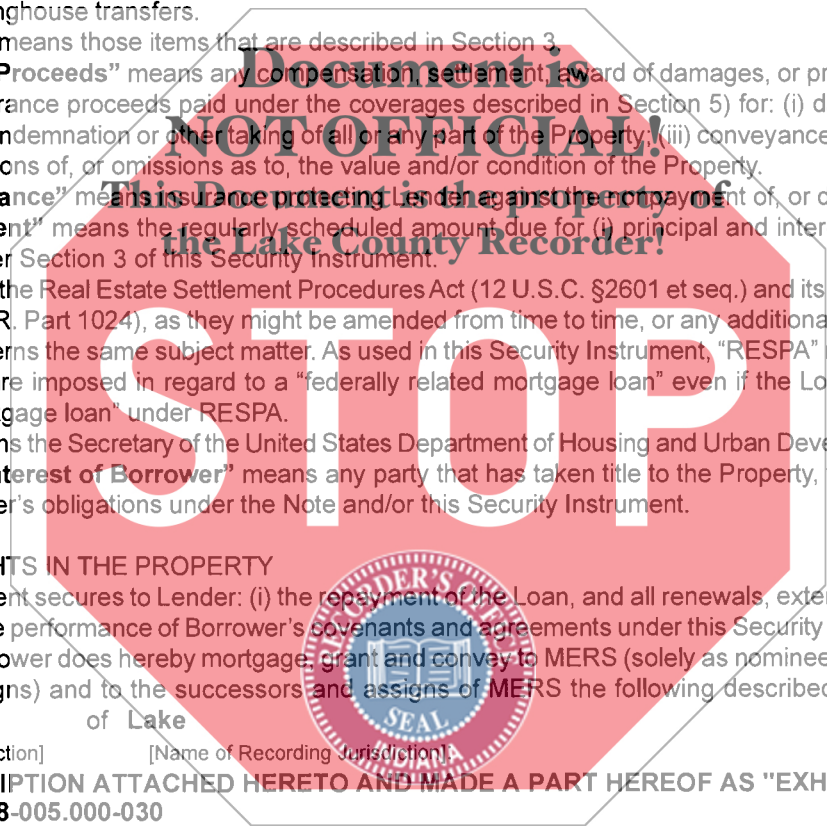 nghouse transfers.
means those items that are described in Section 3.
Document is
Proceeds” means any compensation, settlement, award of damages, or pr
rance proceeds paid under the coverages described in Section 5) for: (i) d
ndemnation or other taking of all or any part of the Property; (iii) conveyance
NOT OFFICIAL!
ons of, or omissions as to, the value and/or condition of the Property.
ance” means insurance protecting Lender against the nonpayment of, or d
This Document is the property of
ent” means the regularly scheduled amount due for (i) principal and inter
the Lake County Recorder!
er Section 3 of this Security Instrument.
the Real Estate Settlement Procedures Act (12 U.S.C. §2601 et seq.) and its
R. Part 1024), as they might be amended from time to time, or any additiona
erns the same subject matter. As used in this Security Instrument, “RESPA”
re imposed in regard to a “federally related mortgage loan” even if the Lo
gage loan” under RESPA.
STOP
ns the Secretary of the United States Department of Housing and Urban Deve
terest of Borrower” means any party that has taken title to the Property,
er’s obligations under the Note and/or this Security Instrument.
HTS IN THE PROPERTY
ent secures to Lender: (i) the repayment of the Loan, and all renewals, exte
e performance of Borrower’s covenants and agreements under this Security
ower does hereby mortgage, grant and convey to MERS (solely as nominee
gns) and to the successors and assigns of MERS the following described
RECORDER'S OFFICE
SEAL
INDIANA
of Lake
ction] [Name of Recording Jurisdiction]:
IPTION ATTACHED HERETO AND MADE A PART HEREOF AS "EXH
8-005.000-030